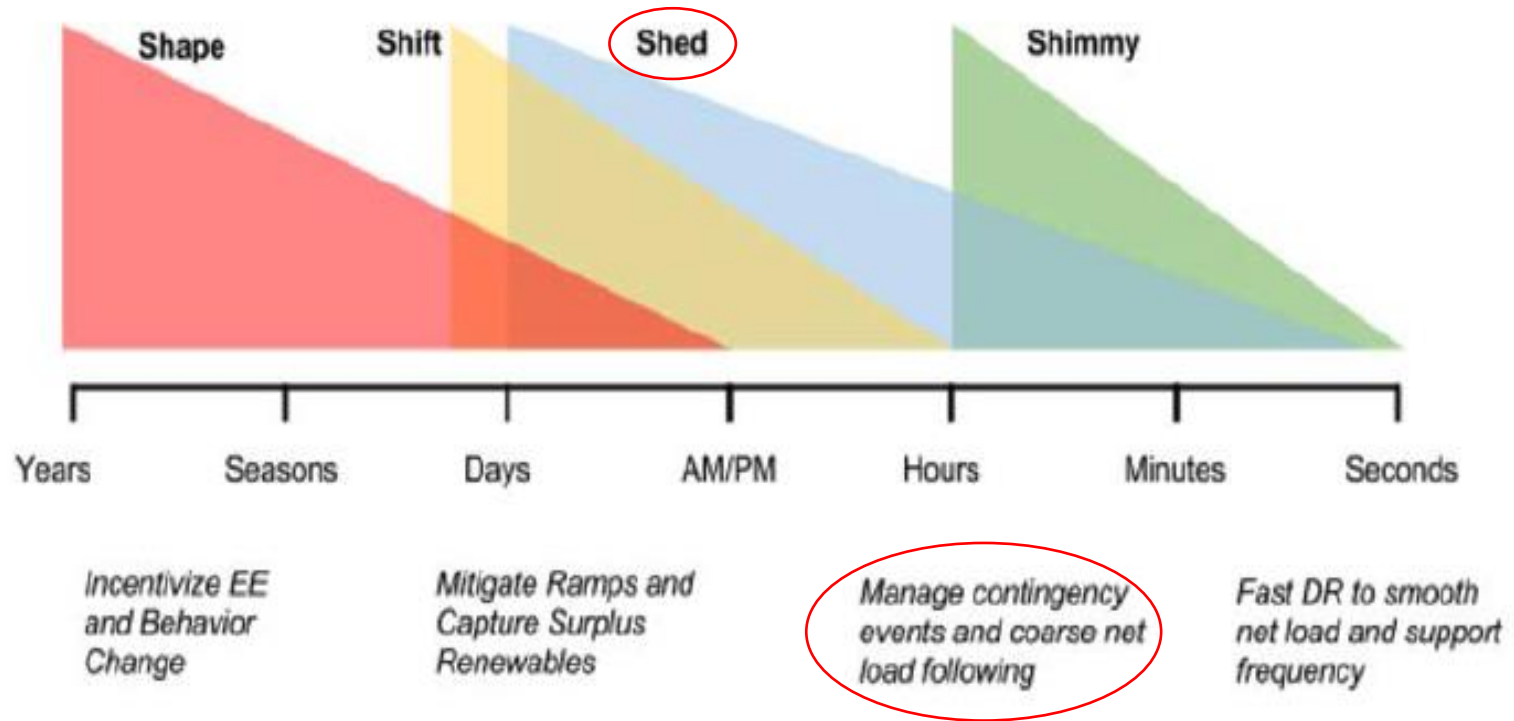 Shape Shift Shed Shimmy
Years Seasons Days AM/PM Hours Minutes Seconds
Incentivize EE
and Behavior
Change
Mitigate Ramps and
Capture Surplus
Renewables
Manage contingency
events and coarse net
load following
Fast DR to smooth
net load and support
frequency